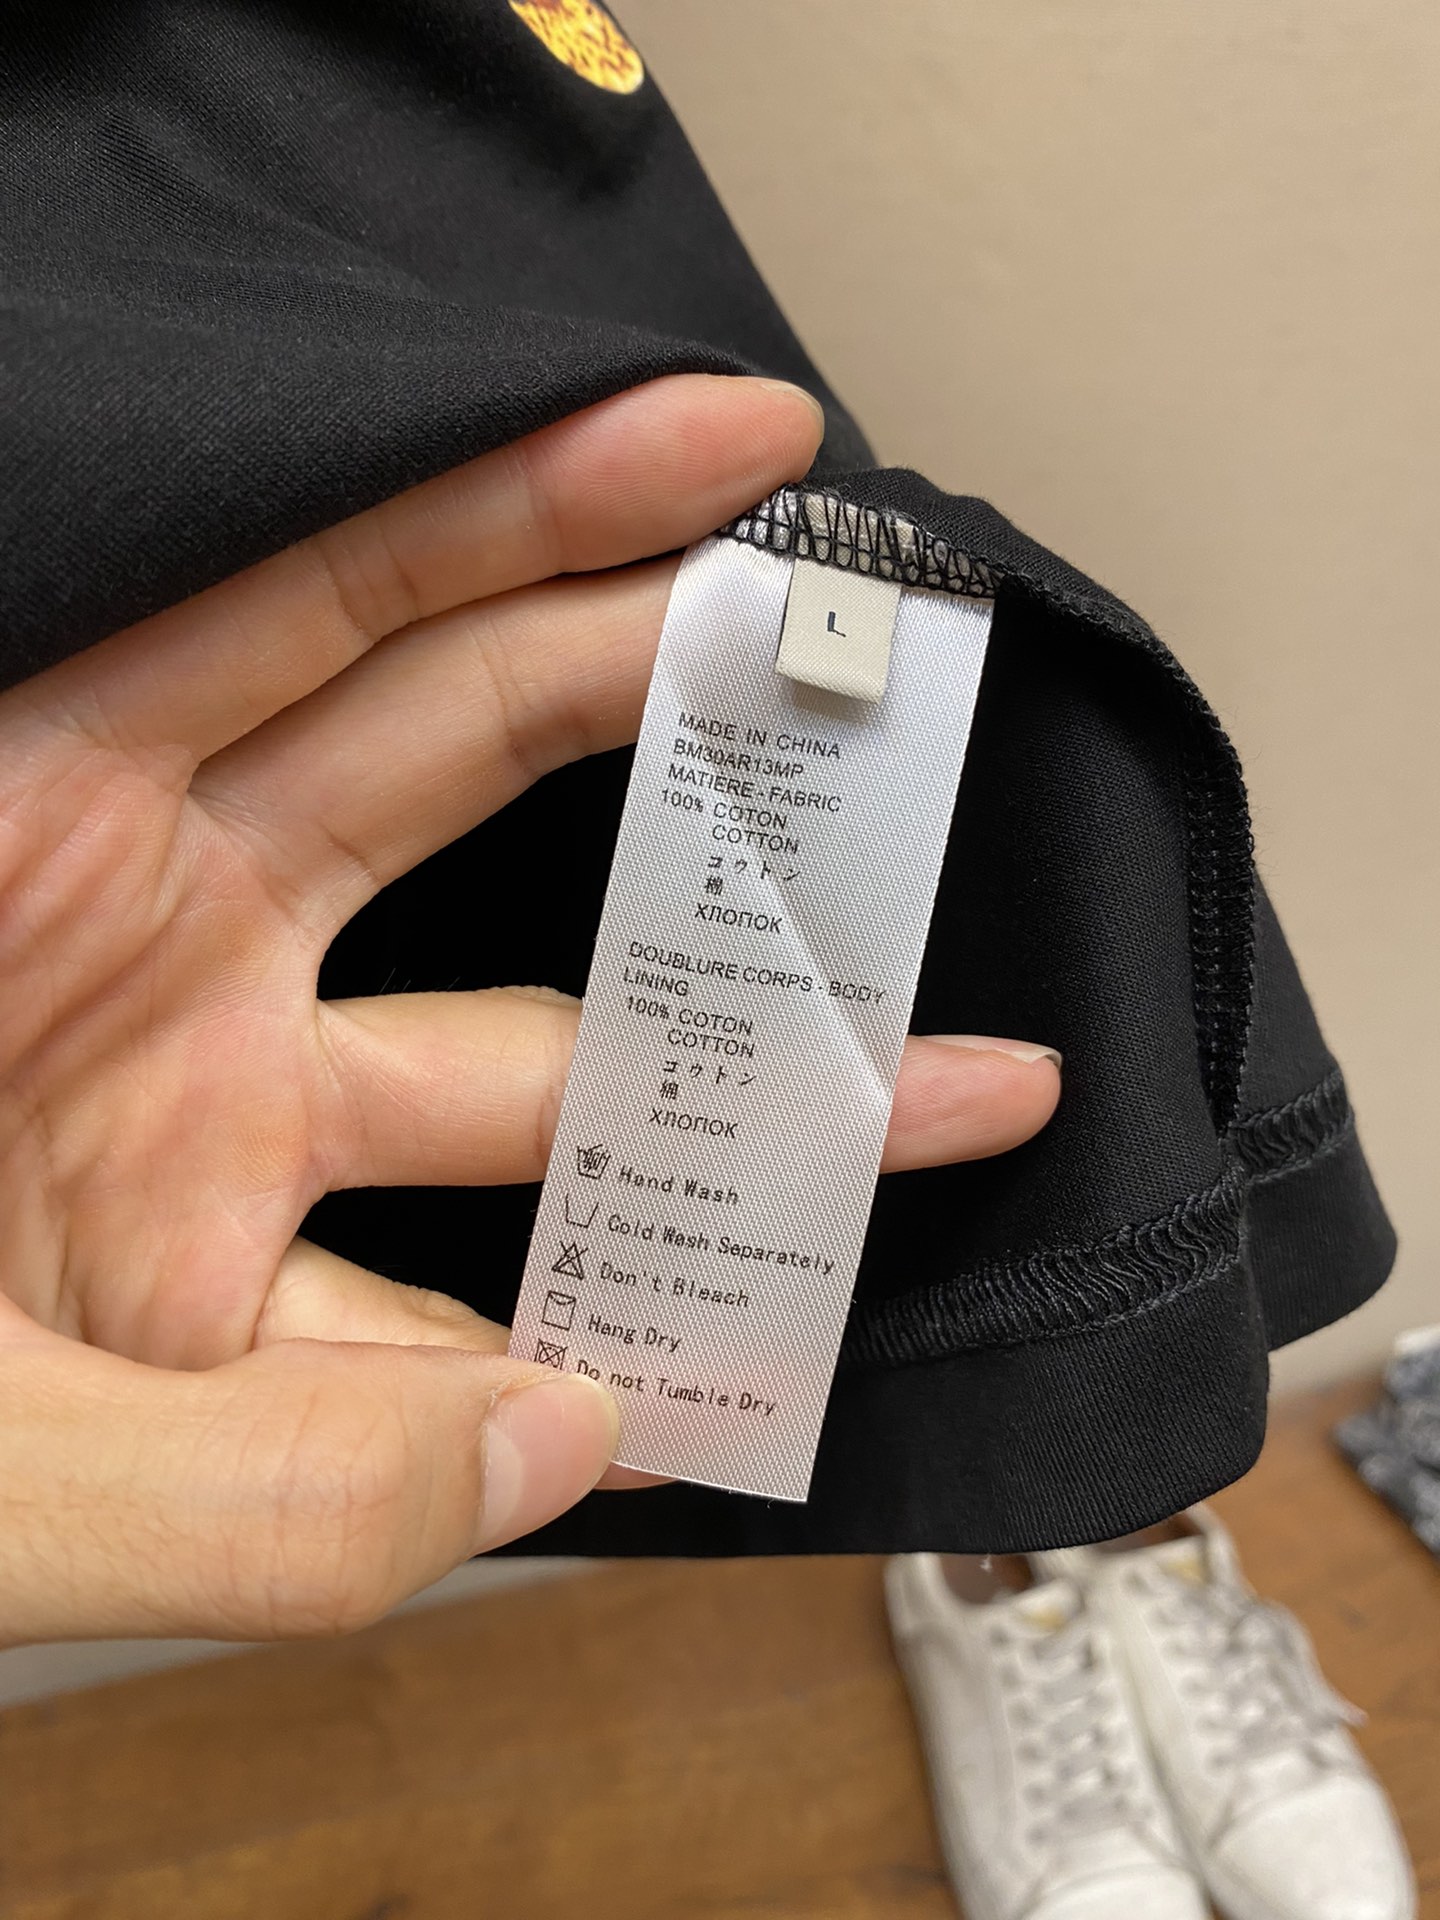 L
MADE IN CHINA
BM30AR13MP
MATIERE - FABRIC
100% COTON
COTTON
コウトン
棉
ХЛОПОК
DOUBLURE CORPS - BODY
LINING
100% COTON
COTTON
コウトン
棉
ХЛОПОК
Hand Wash
Cold Wash Separately
Don't Bleach
Hang Dry
Do not Tumble Dry